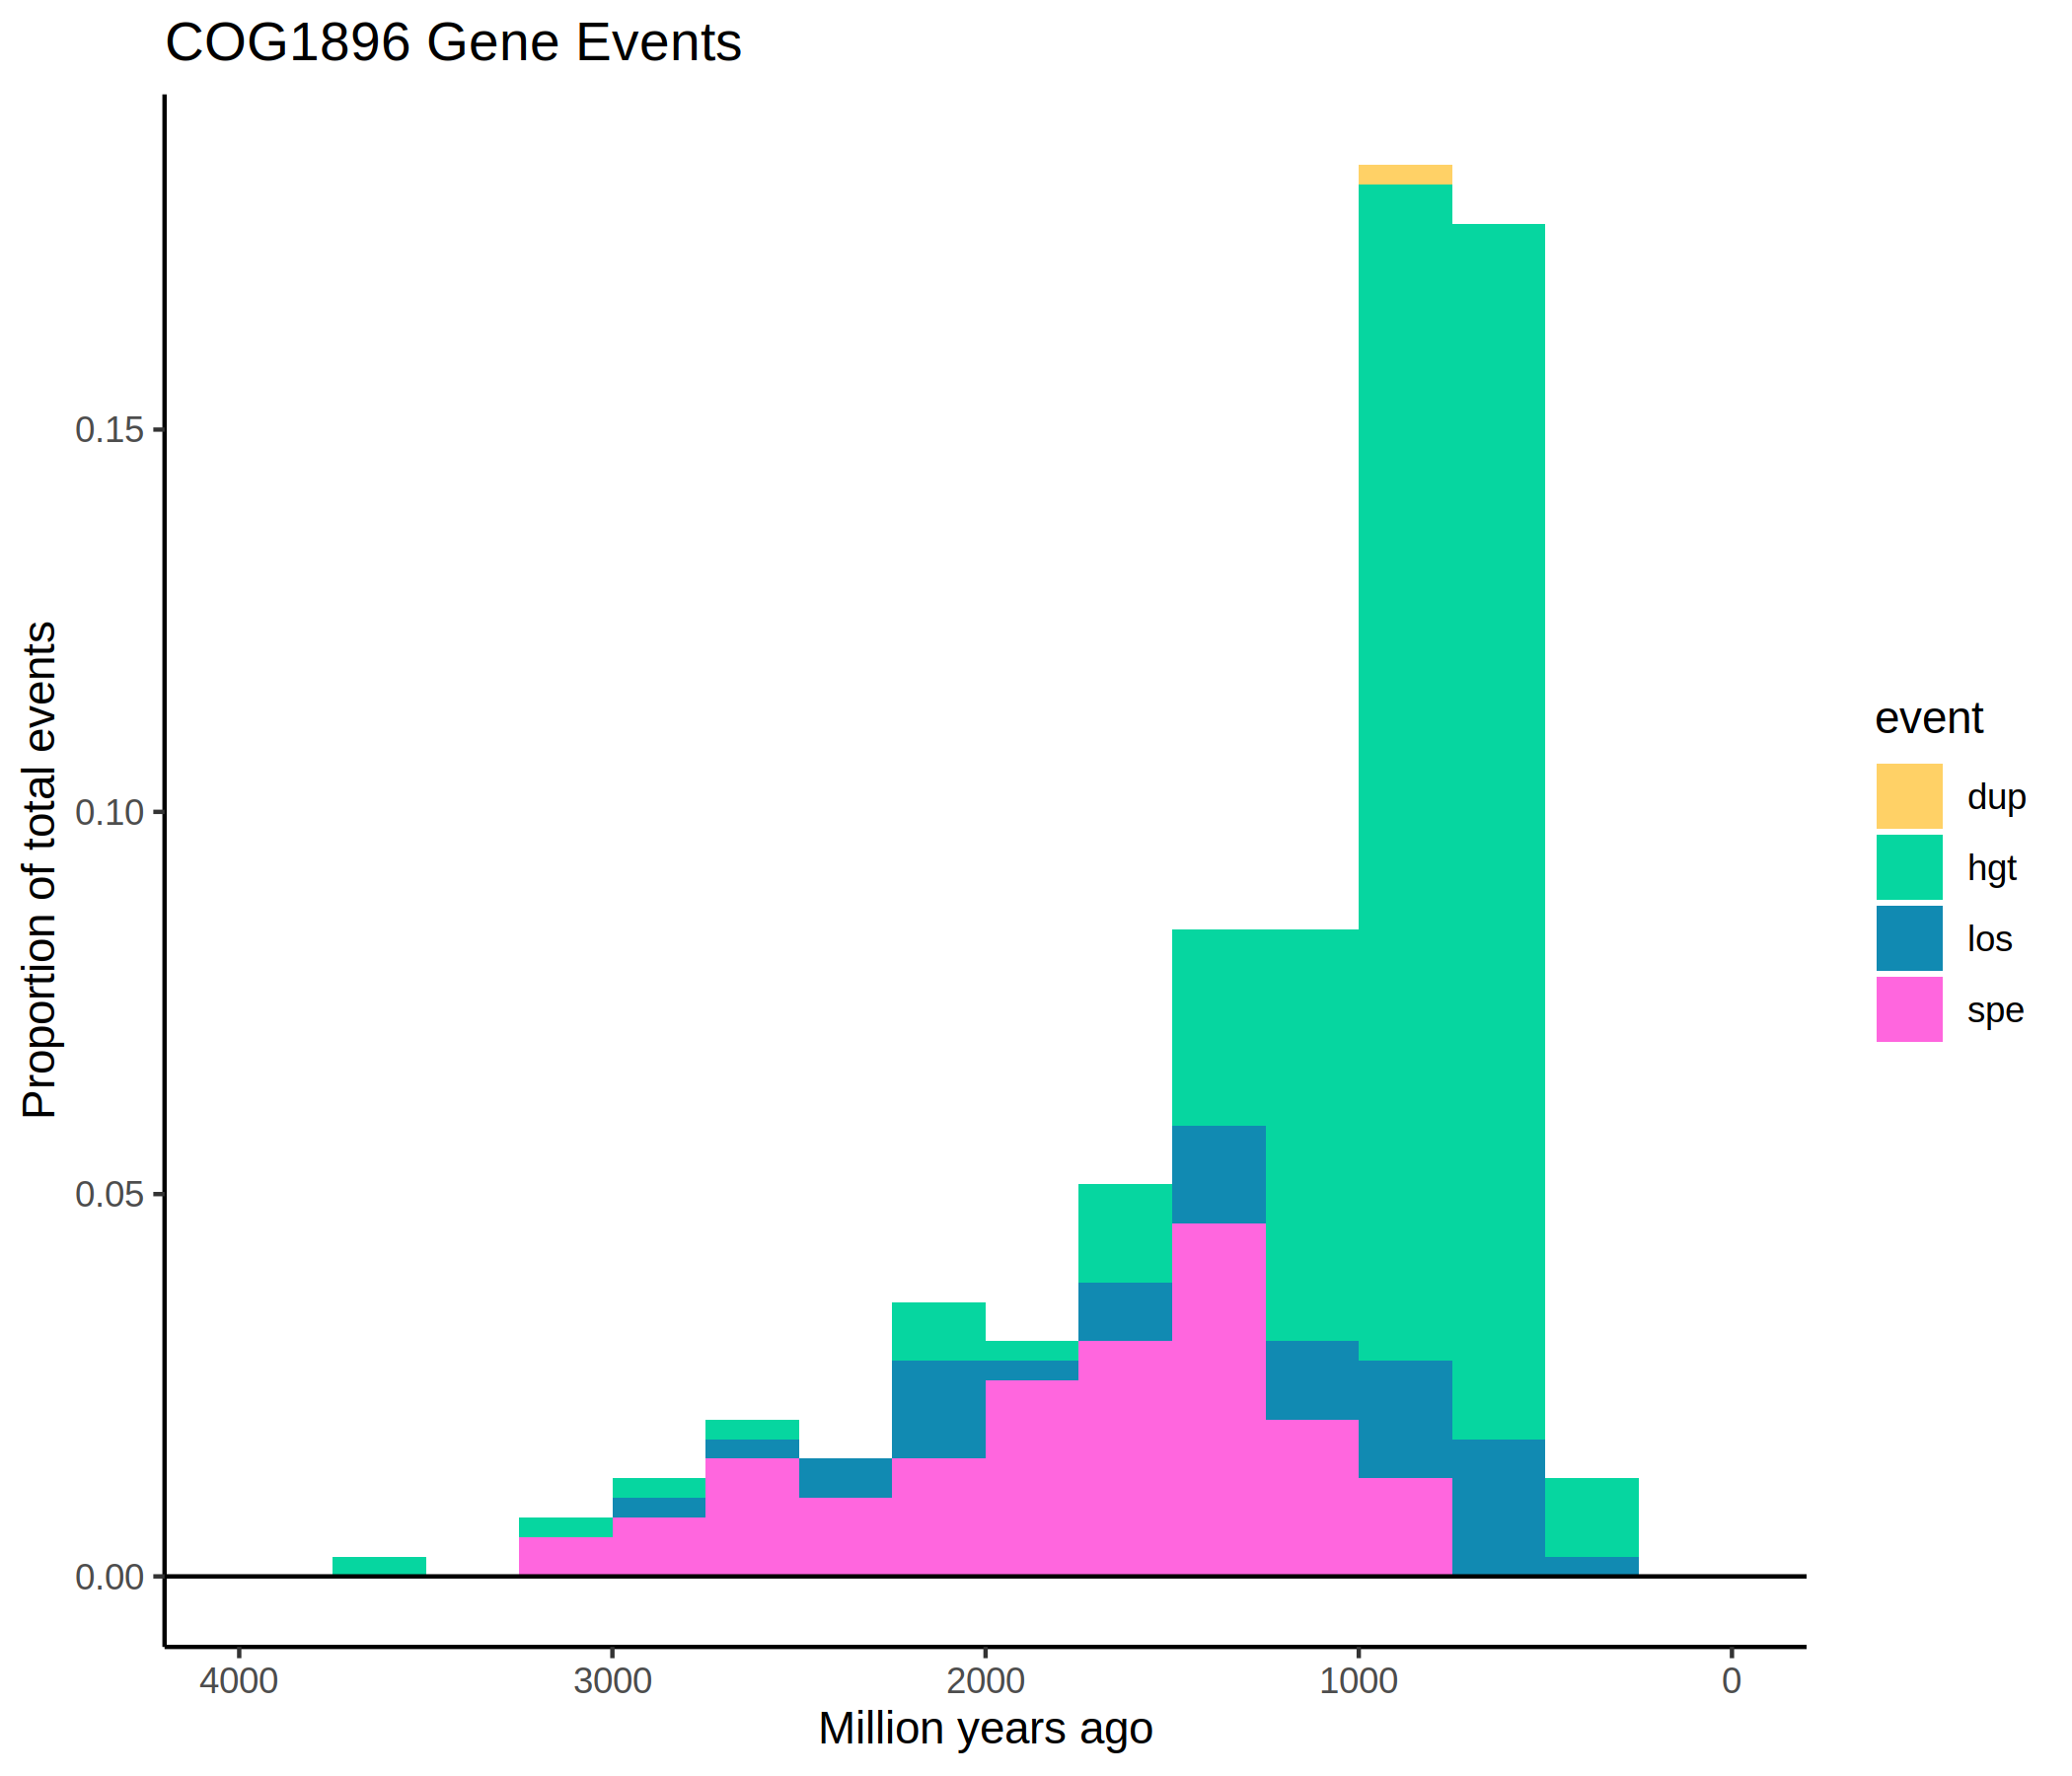 COG1896 Gene Events
Proportion of total events
0.15
0.10
0.05
0.00
4000
3000
2000
1000
0
Million years ago
event
dup
hgt
los
spe